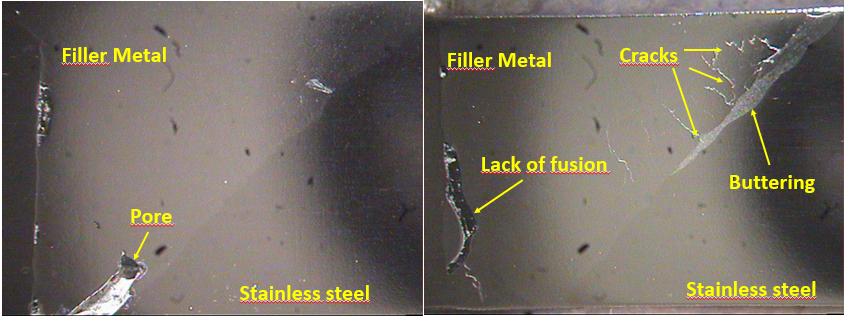 Filler Metal
Pore
Stainless steel
Filler Metal
Cracks
Lack of fusion
Buttering
Stainless steel